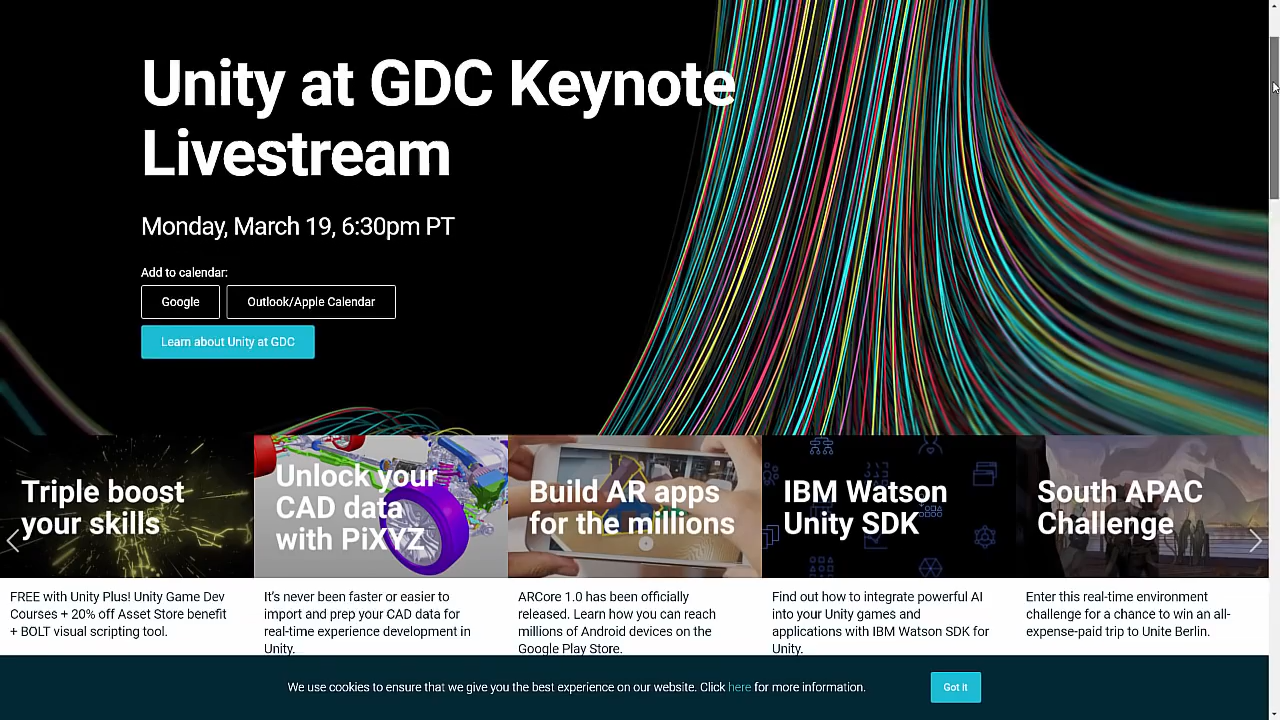 Unity at GDC Keynote
Livestream
Monday, March 19, 6:30pm PT
Add to calendar:
Google
Outlook/Apple Calendar
Learn about Unity at GDC
Triple boost
your skills
FREE with Unity Plus! Unity Game Dev
Courses + 20% off Asset Store benefit
+ BOLT visual scripting tool.
Unlock your
CAD data
with PiXYZ
It's never been faster or easier to
import and prep your CAD data for
real-time experience development in
Unity.
Build AR apps
for the millions
ARCore 1.0 has been officially
released. Learn how you can reach
millions of Android devices on the
Google Play Store.
IBM Watson
Unity SDK
Find out how to integrate powerful AI
into your Unity games and
applications with IBM Watson SDK for
Unity.
South APAC
Challenge
Enter this real-time environment
challenge for a chance to win an all-
expense-paid trip to Unite Berlin.
We use cookies to ensure that we give you the best experience on our website. Click here for more information.
Got it